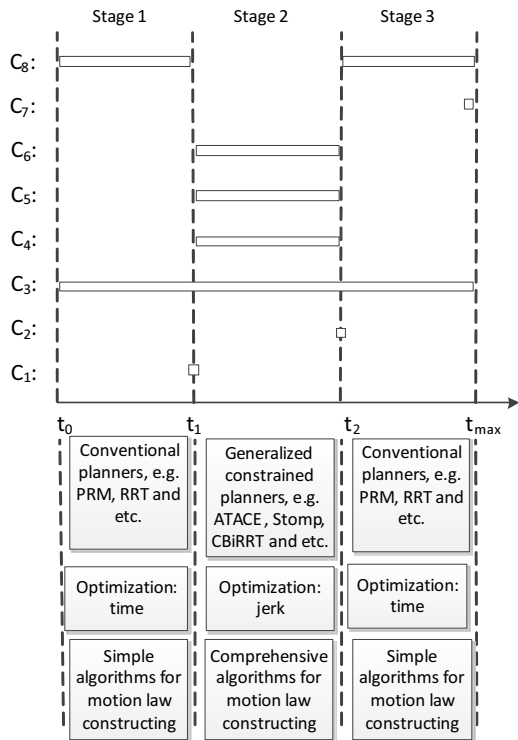 Stage 1 Stage 2 Stage 3
C8:
C7:
C6:
C5:
C4:
C3:
C2:
C1:
t0 t1 t2 tmax
Conventional
planners, e.g.
PRM, RRT and
etc.
Generalized
constrained
planners, e.g.
ATACE, Stomp,
CBiRRT and etc.
Conventional
planners, e.g.
PRM, RRT and
etc.
Optimization:
time
Optimization:
jerk
Optimization:
time
Simple
algorithms for
motion law
constructing
Comprehensive
algorithms for
motion law
constructing
Simple
algorithms for
motion law
constructing